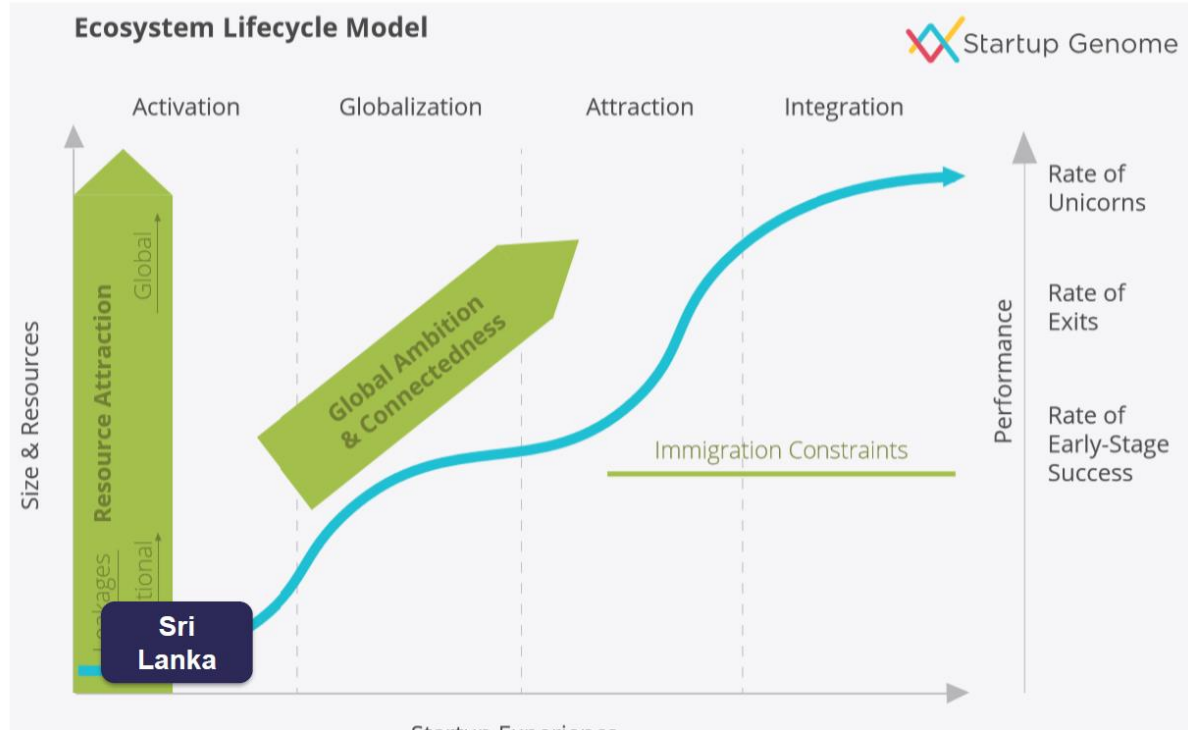 Ecosystem Lifecycle Model
Startup Genome
Activation
Globalization
Attraction
Integration
Size & Resources
Resource Attraction
Global
Global Ambition
& Connectedness
Immigration Constraints
Sri
Lanka
Performance
Rate of
Unicorns
Rate of
Exits
Rate of
Early-Stage
Success